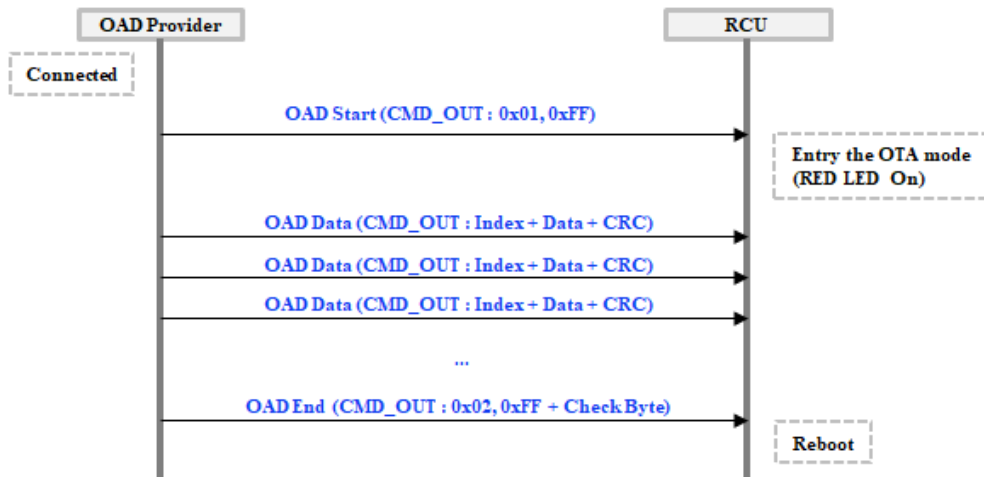 OAD Provider
RCU
Connected
OAD Start (CMD_OUT : 0x01, 0xFF)
Entry the OTA mode
(RED LED On)
OAD Data (CMD_OUT : Index + Data + CRC)
OAD Data (CMD_OUT : Index + Data + CRC)
OAD Data (CMD_OUT : Index + Data + CRC)
...
OAD End (CMD_OUT : 0x02, 0xFF + Check Byte)
Reboot